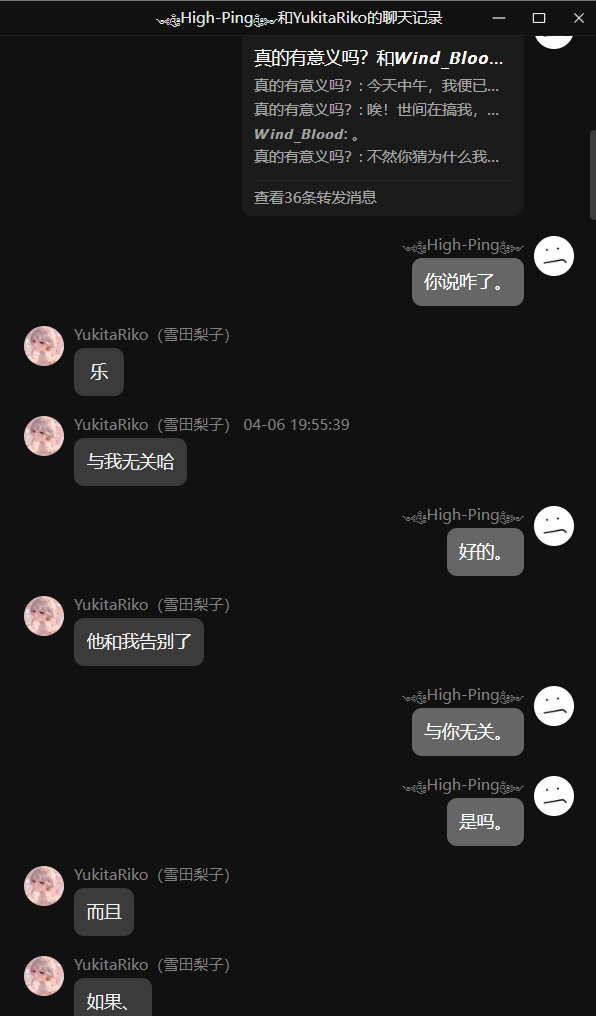 High-Ping和YukitaRiko的聊天记录
真的有意义吗？和Wind_Bloo...
真的有意义吗？: 今天中午，我便已...
真的有意义吗？: 唉！世间在搞我，...
Wind_Blood: 。
真的有意义吗？: 不然你猜为什么我...
查看36条转发消息
High-Ping
你说咋了。
YukitaRiko（雪田梨子）
乐
YukitaRiko（雪田梨子） 04-06 19:55:39
与我无关哈
High-Ping
好的。
YukitaRiko（雪田梨子）
他和我告别了
High-Ping
与你无关。
High-Ping
是吗。
YukitaRiko（雪田梨子）
而且
YukitaRiko（雪田梨子）
如果、